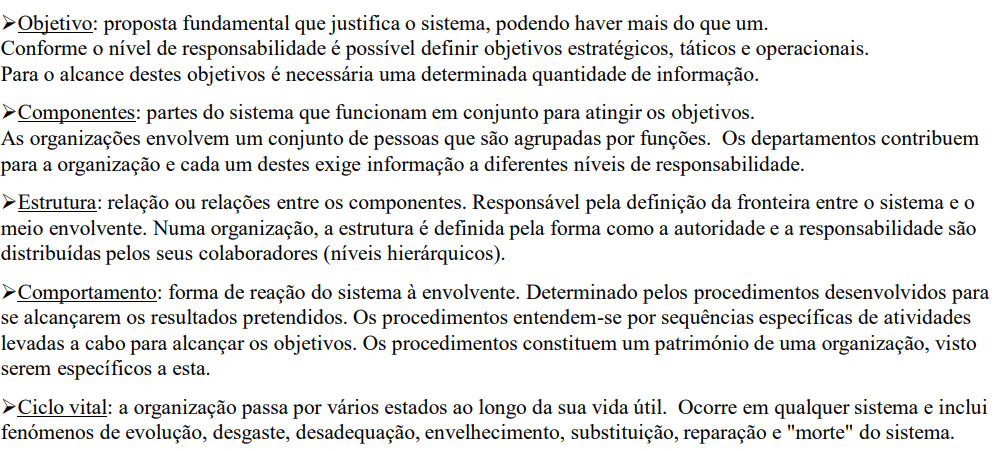 ➢Objetivo: proposta fundamental que justifica o sistema, podendo haver mais do que um.
Conforme o nível de responsabilidade é possível definir objetivos estratégicos, táticos e operacionais.
Para o alcance destes objetivos é necessária uma determinada quantidade de informação.
➢Componentes: partes do sistema que funcionam em conjunto para atingir os objetivos.
As organizações envolvem um conjunto de pessoas que são agrupadas por funções.  Os departamentos contribuem
para a organização e cada um destes exige informação a diferentes níveis de responsabilidade.
➢Estrutura: relação ou relações entre os componentes. Responsável pela definição da fronteira entre o sistema e o
meio envolvente. Numa organização, a estrutura é definida pela forma como a autoridade e a responsabilidade são
distribuídas pelos seus colaboradores (níveis hierárquicos).
➢Comportamento: forma de reação do sistema à envolvente. Determinado pelos procedimentos desenvolvidos para
se alcançarem os resultados pretendidos. Os procedimentos entendem-se por sequências específicas de atividades
levadas a cabo para alcançar os objetivos. Os procedimentos constituem um património de uma organização, visto
serem específicos a esta.
➢Ciclo vital: a organização passa por vários estados ao longo da sua vida útil.  Ocorre em qualquer sistema e inclui
fenómenos de evolução, desgaste, desadequação, envelhecimento, substituição, reparação e "morte" do sistema.